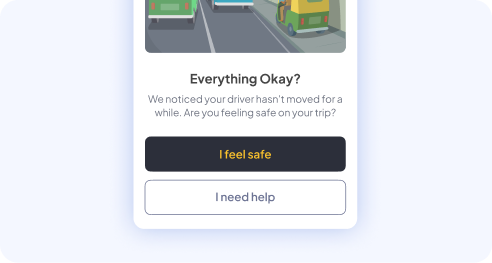 Everything Okay?
We noticed your driver hasn't moved for a
while. Are you feeling safe on your trip?
I feel safe
I need help